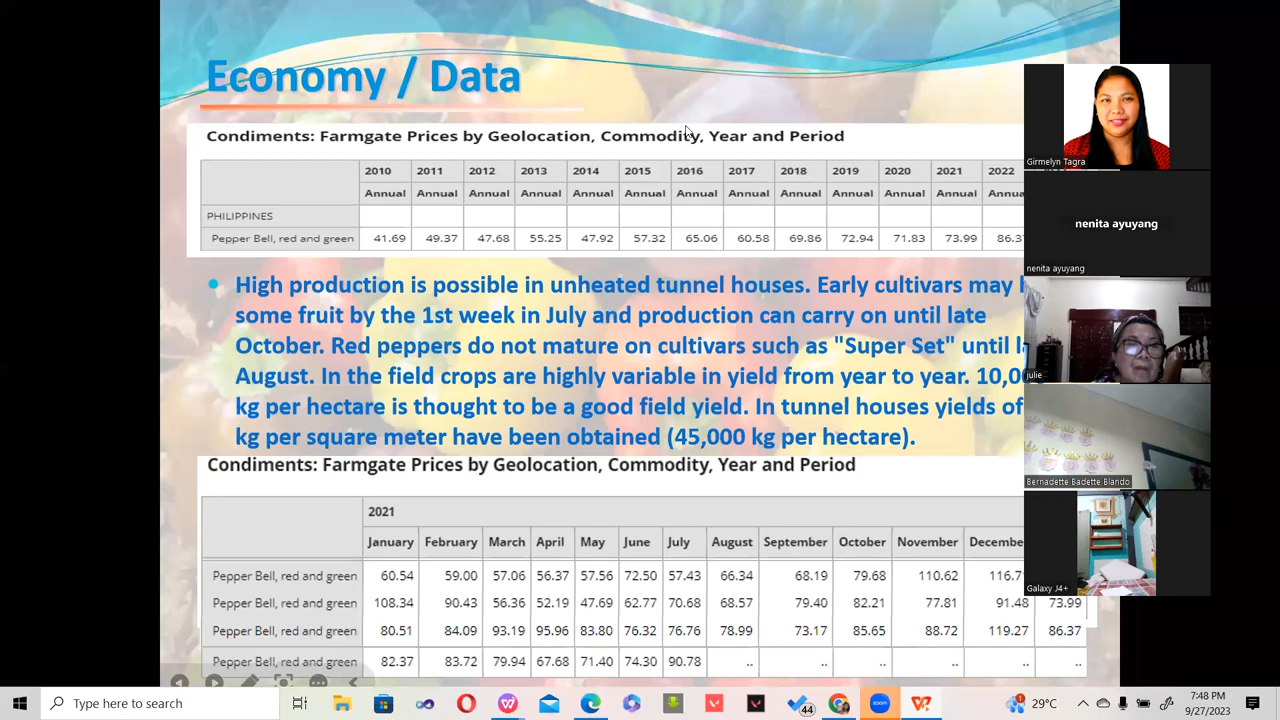 Economy / Data
Condiments: Farmgate Prices by Geolocation, Commodity, Year and Period
2010 2011 2012 2013 2014 2015 2016 2017 2018 2019 2020 2021 2022
Annual Annual Annual Annual Annual Annual Annual Annual Annual Annual Annual Annual
PHILIPPINES
Pepper Bell, red and green 41.69 49.37 47.68 55.25 47.92 57.32 65.06 60.58 69.86 72.94 71.83 73.99
High production is possible in unheated tunnel houses. Early cultivars may
some fruit by the 1st week in July and production can carry on until late
October. Red peppers do not mature on cultivars such as "Super Set" until
August. In the field crops are highly variable in yield from year to year.
kg per hectare is thought to be a good field yield. In tunnel houses yields of
kg per square meter have been obtained (45,000 kg per hectare).
Condiments: Farmgate Prices by Geolocation, Commodity, Year and Period
2021
January February March April May June July August September October November
Pepper Bell, red and green 60.54 59.00 57.06 56.37 57.56 72.50 57.43 66.34 68.19 79.68 110.62
Pepper Bell, red and green 108.34 90.43 56.36 52.19 47.69 62.77 70.68 68.57 79.40 82.21 77.81 91.48 73.99
Pepper Bell, red and green 80.51 84.09 93.19 95.96 83.80 76.32 76.76 78.99 73.17 85.65 88.72 119.27 86.37
Pepper Bell, red and green 82.37 83.72 79.94 67.68 71.40 74.30 90.78 .. .. .. .. .. ..
Girmelyn Tagra
nenita ayuyang
nenita ayuyang
julie
Bernadette Badette Blando
Galaxy J4+
Type here to search
zoom
44
1
29°C
7:48 PM
9/27/2023